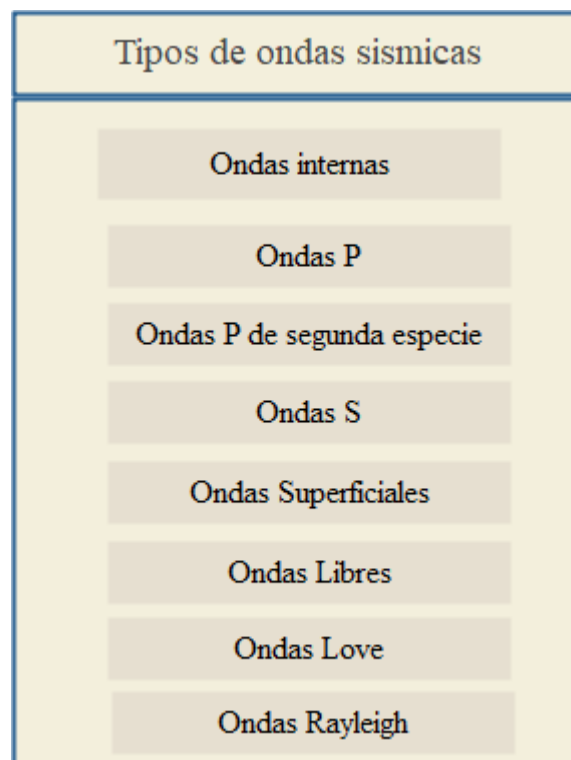 Tipos de ondas sismicas
Ondas internas
Ondas P
Ondas P de segunda especie
Ondas S
Ondas Superficiales
Ondas Libres
Ondas Love
Ondas Rayleigh